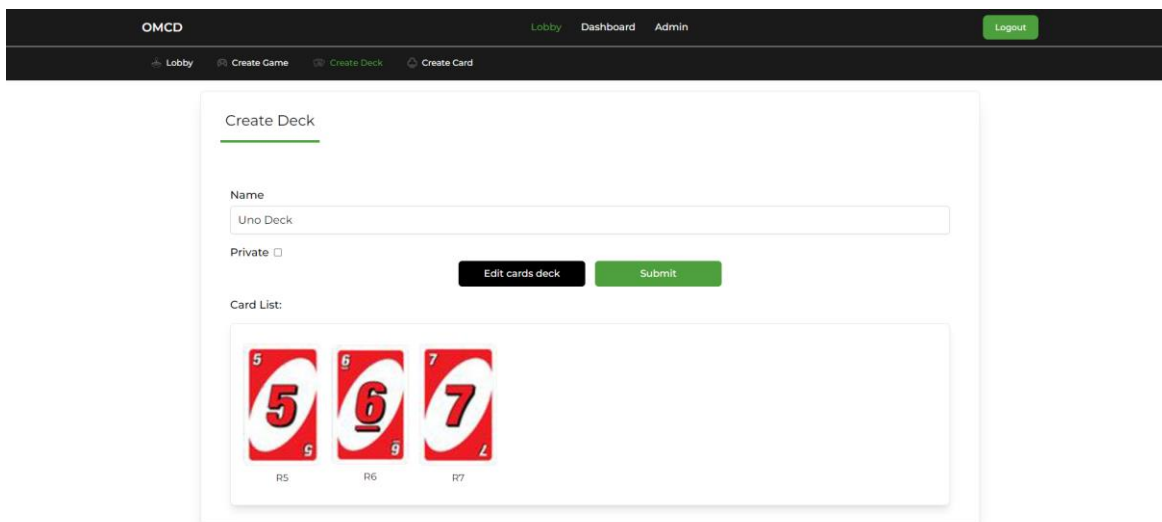 OMCD Lobby Dashboard Admin Logout
Lobby Create Game Create Deck Create Card
Create Deck
Name
Uno Deck
Private
Edit cards deck Submit
Card List:
5 6 7
5 6 7
5 6 7
R5 R6 R7